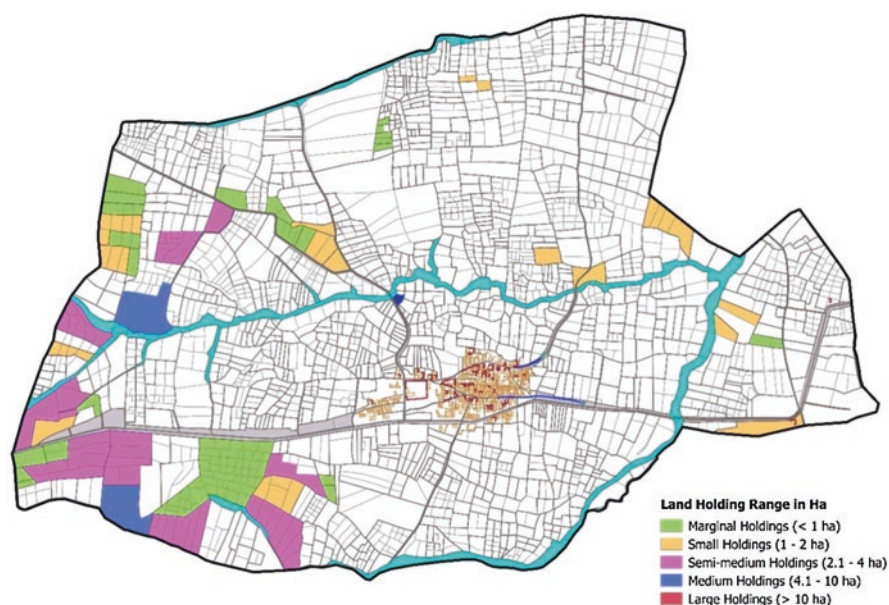 Land Holding Range in Ha
Marginal Holdings (< 1 ha)
Small Holdings (1 - 2 ha)
Semi-medium Holdings (2.1 - 4 ha)
Medium Holdings (4.1 - 10 ha)
Large Holdings (> 10 ha)